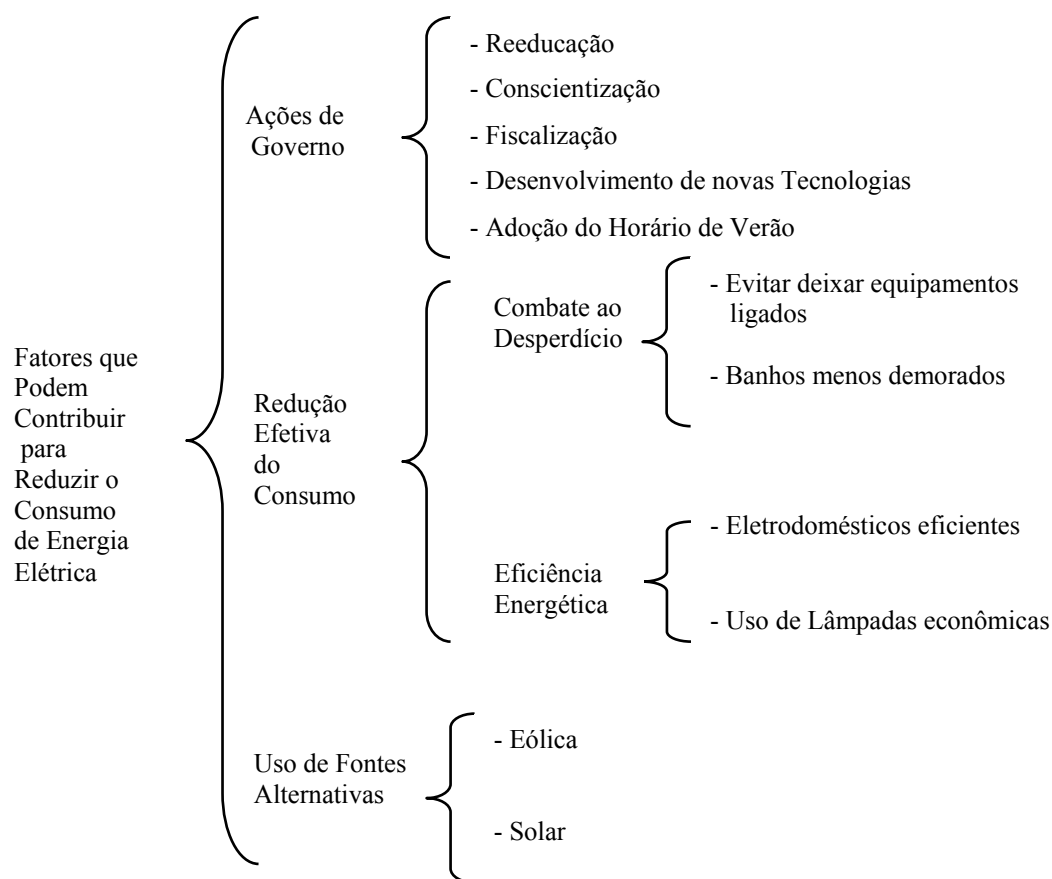 Fatores que
Podem
Contribuir
para
Reduzir o
Consumo
de Energia
Elétrica
Ações de
Governo
- Reeducação
- Conscientização
- Fiscalização
- Desenvolvimento de novas Tecnologias
- Adoção do Horário de Verão
Redução
Efetiva
do
Consumo
Combate ao
Desperdício
- Evitar deixar equipamentos
ligados
- Banhos menos demorados
Eficiência
Energética
- Eletrodomésticos eficientes
- Uso de Lâmpadas econômicas
Uso de Fontes
Alternativas
- Eólica
- Solar